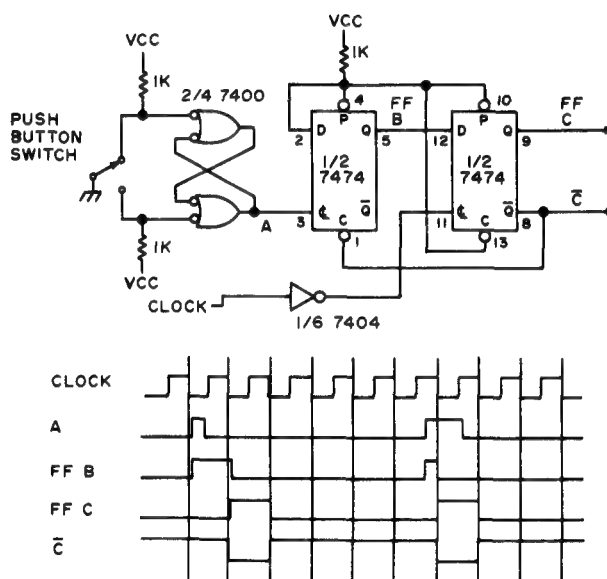 VCC
1K
2/4 7400
PUSH
BUTTON
SWITCH
1K
VCC
A
VCC
1K
4
P
2
D
Q
5
FF
B
1/2
7474
3
CL
C
Q̅
1
10
P
12
D
Q
9
FF
C
1/2
7474
11
CL
C
Q̅
8
13
C̅
CLOCK
1/6 7404
CLOCK
A
FF B
FF C
C̅